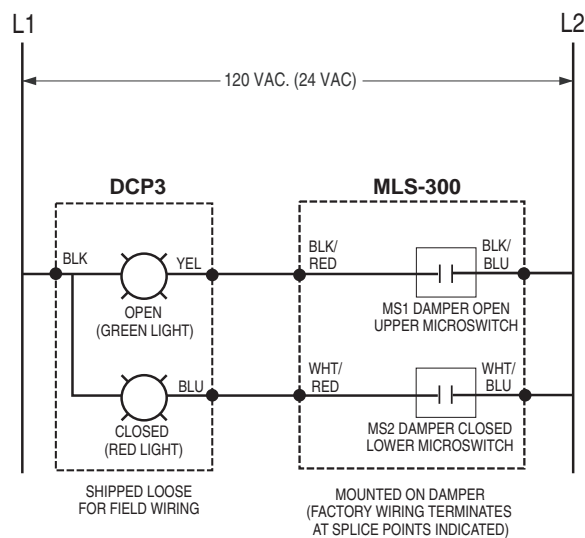 L1
L2
120 VAC. (24 VAC)
DCP3
MLS-300
BLK
YEL
BLK/
RED
BLK/
BLU
OPEN
(GREEN LIGHT)
MS1 DAMPER OPEN
UPPER MICROSWITCH
BLU
WHT/
RED
WHT/
BLU
CLOSED
(RED LIGHT)
MS2 DAMPER CLOSED
LOWER MICROSWITCH
SHIPPED LOOSE
FOR FIELD WIRING
MOUNTED ON DAMPER
(FACTORY WIRING TERMINATES
AT SPLICE POINTS INDICATED)